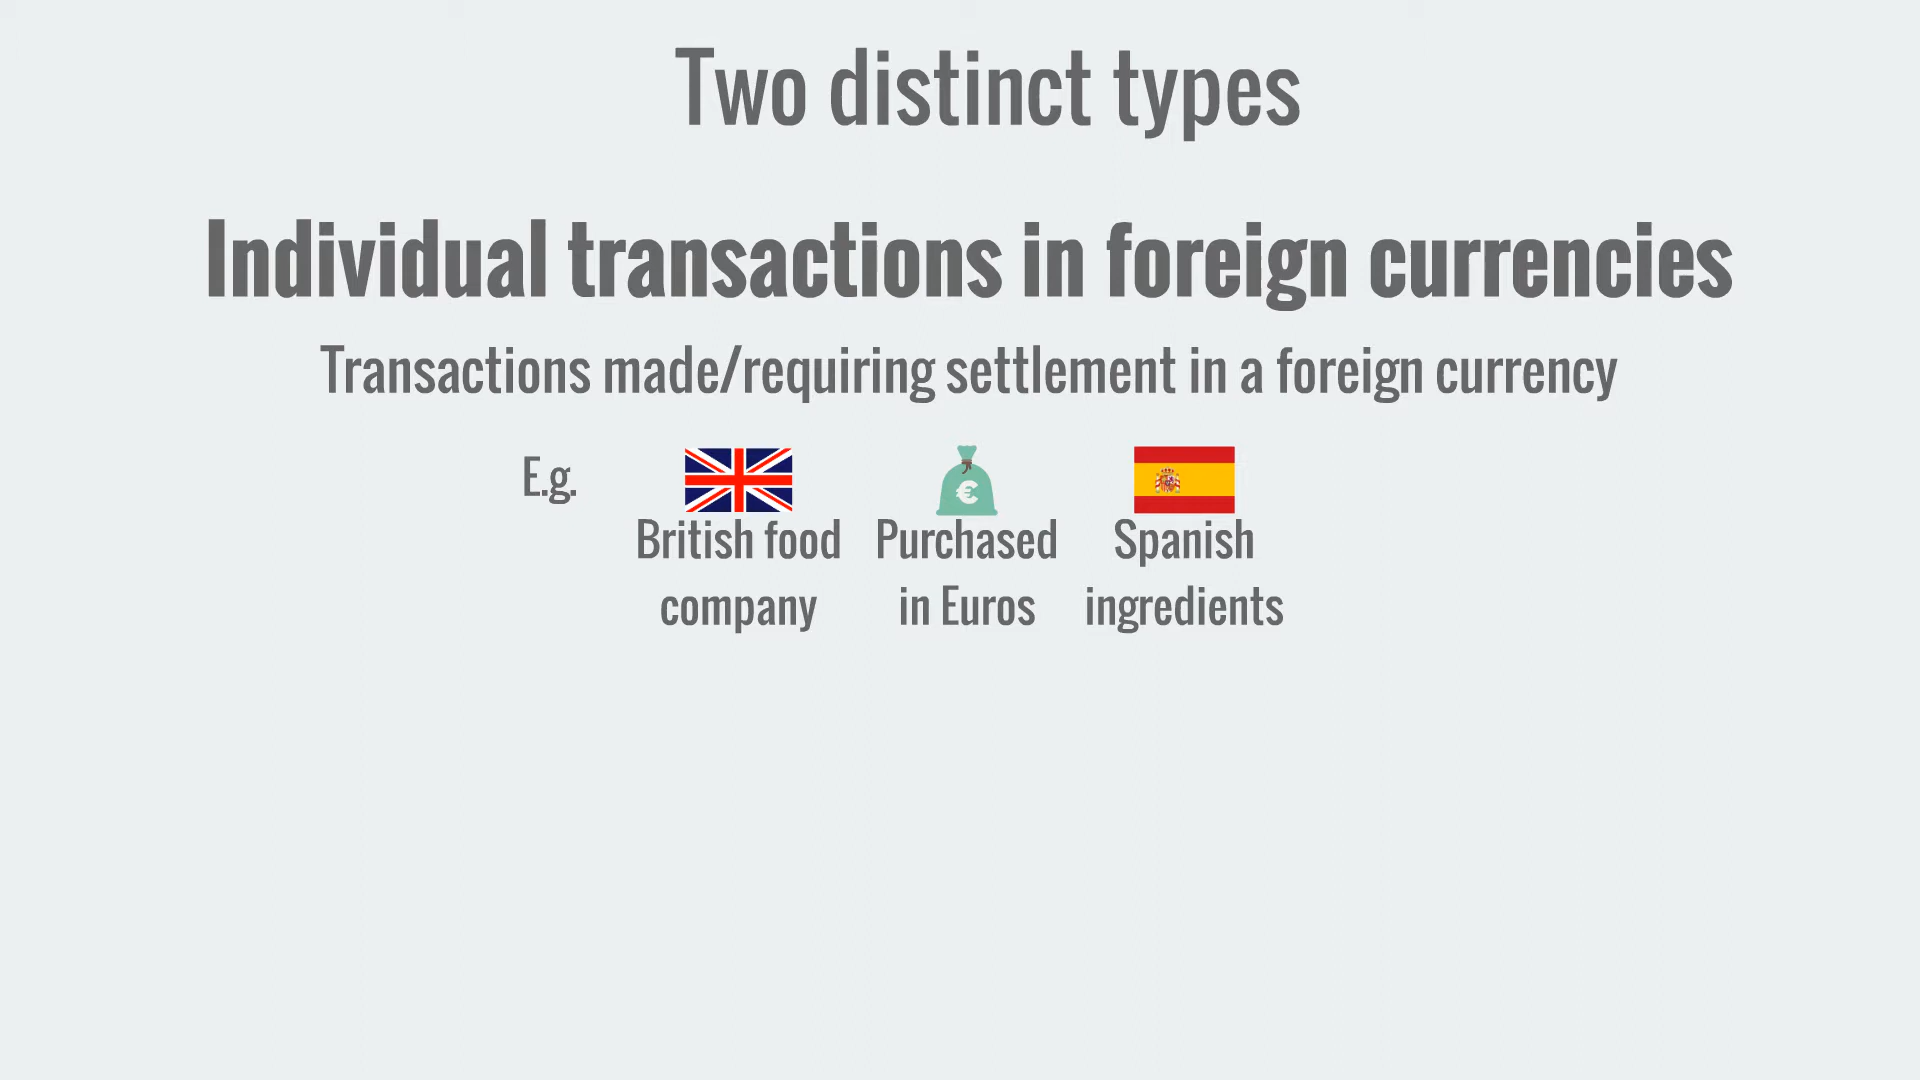 Two distinct types
Individual transactions in foreign currencies
Transactions made/requiring settlement in a foreign currency
E.g.
€
British food company
Purchased in Euros
Spanish ingredients